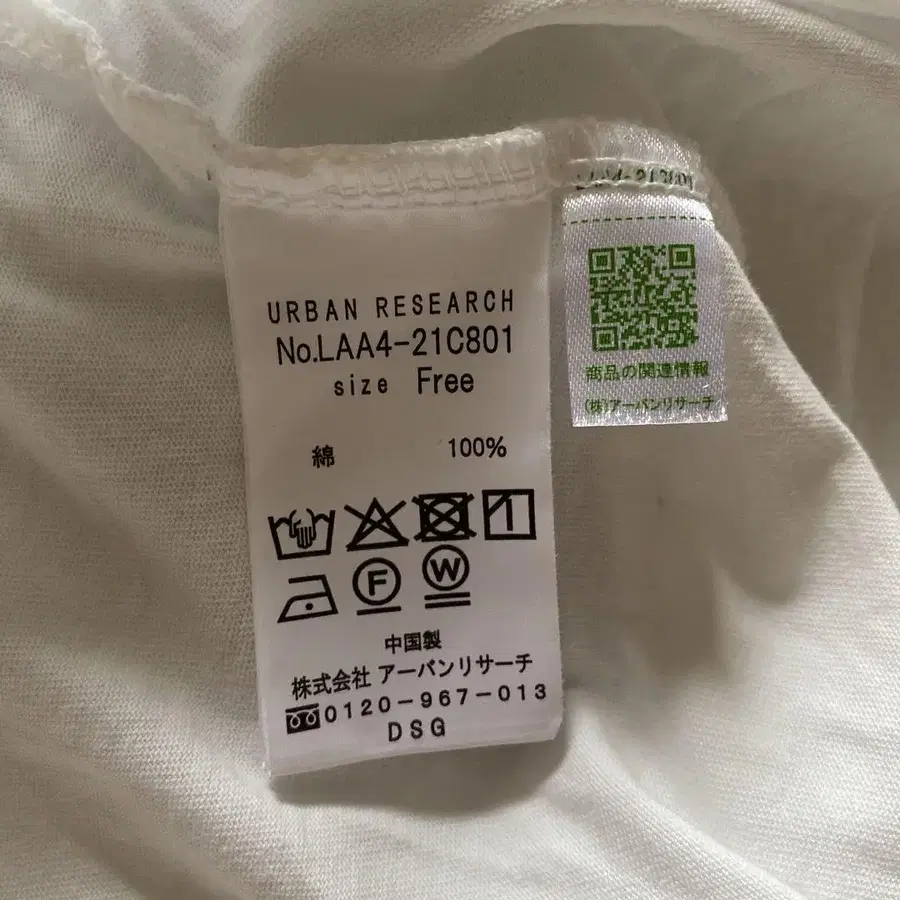 URBAN RESEARCH
No.LAA4-21C801
size Free
綿 100%
F W
中国製
株式会社 アーバンリサーチ
0120-967-013
DSG
商品の関連情報
(株)アーバンリサーチ